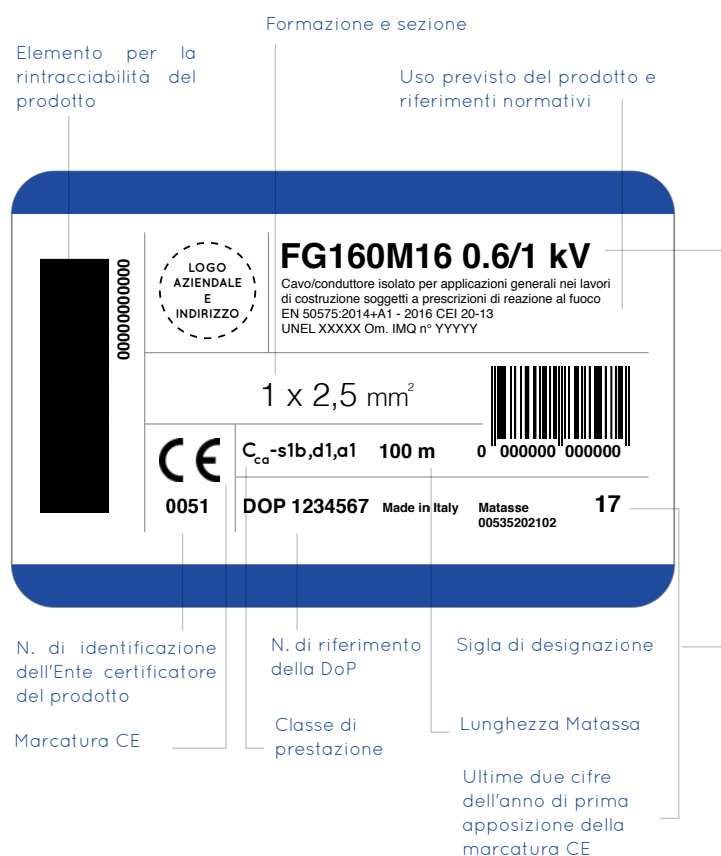 Formazione e sezione
Elemento per la
rintracciabilità del
prodotto
Uso previsto del prodotto e
riferimenti normativi
00000000000
LOGO
AZIENDALE
E
INDIRIZZO
FG160M16 0.6/1 kV
Cavo/conduttore isolato per applicazioni generali nei lavori
di costruzione soggetti a prescrizioni di reazione al fuoco
EN 50575:2014+A1 - 2016 CEI 20-13
UNEL XXXXX Om. IMQ n° YYYYY
1 x 2,5 mm²
CE
0051
Cca-s1b,d1,a1 100 m
0 000000 000000
DOP 1234567 Made in Italy Matasse
00535202102
17
N. di identificazione
dell'Ente certificatore
del prodotto
N. di riferimento
della DoP
Sigla di designazione
Marcatura CE
Classe di
prestazione
Lunghezza Matassa
Ultime due cifre
dell'anno di prima
apposizione della
marcatura CE